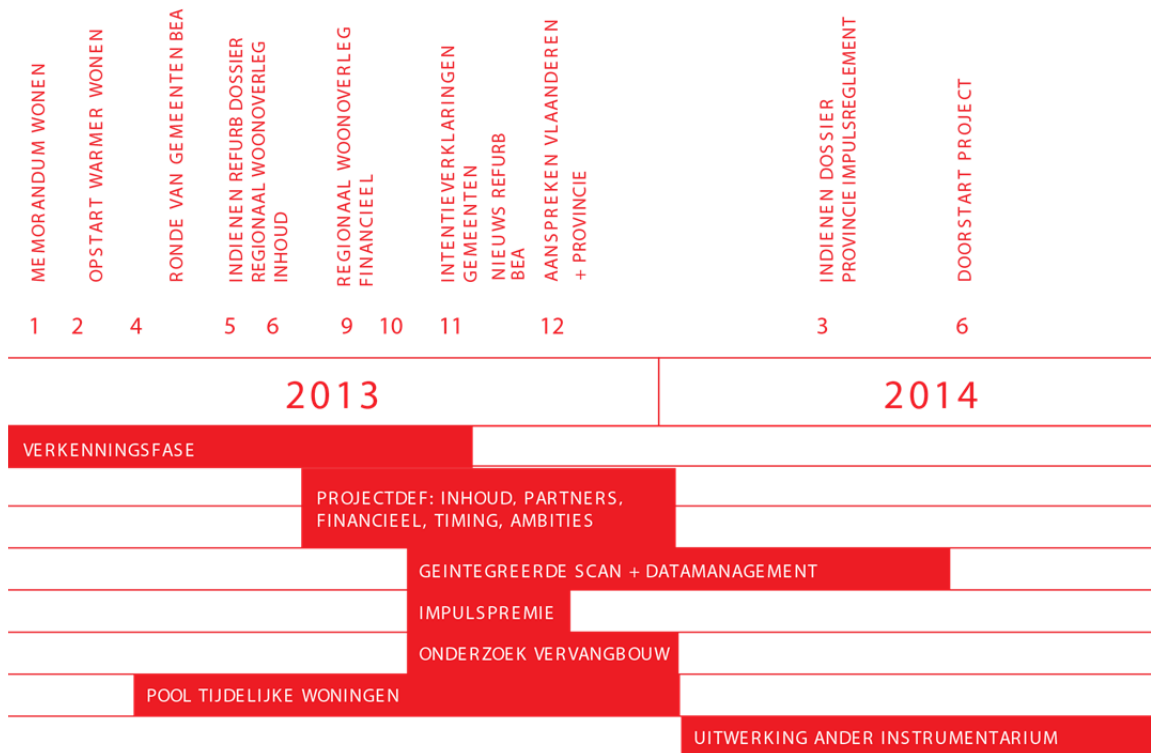 MEMORANDUM WONEN
OPSTART WARMER WONEN
RONDE VAN GEMEENTEN BEA
INDIENEN REFURB DOSSIER
REGIONAAL WOONOVERLEG
INHOUD
REGIONAAL WOONOVERLEG
FINANCIEEL
INTENTIEVERKLARINGEN
GEMEENTEN
NIEUWS REFURB
BEA
AANSPREKEN VLAANDEREN
+ PROVINCIE
INDIENEN DOSSIER
PROVINCIE IMPULSREGLEMENT
DOORSTART PROJECT
1 2 4 5 6 9 10 11 12 3 6
2013 2014
VERKENNINGSFASE
PROJECTDEF: INHOUD, PARTNERS,
FINANCIEEL, TIMING, AMBITIES
GEINTEGREERDE SCAN + DATAMANAGEMENT
IMPULSPREMIE
ONDERZOEK VERVANGBOUW
POOL TIJDELIJKE WONINGEN
UITWERKING ANDER INSTRUMENTARIUM